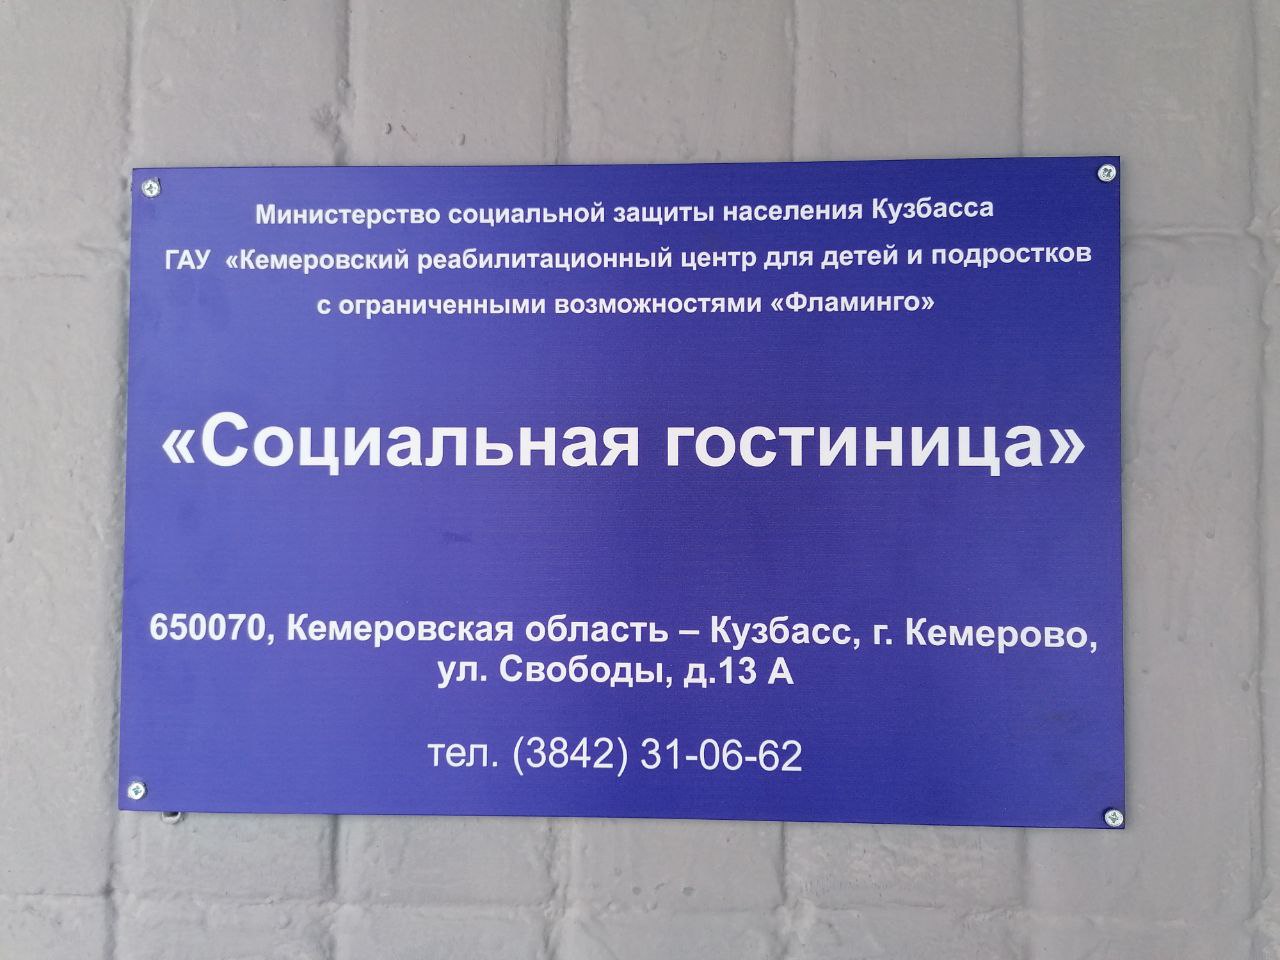 Министерство социальной защиты населения Кузбасса
ГАУ «Кемеровский реабилитационный центр для детей и подростков
с ограниченными возможностями «Фламинго»
«Социальная гостиница»
650070, Кемеровская область – Кузбасс, г. Кемерово,
ул. Свободы, д.13 А
тел. (3842) 31-06-62